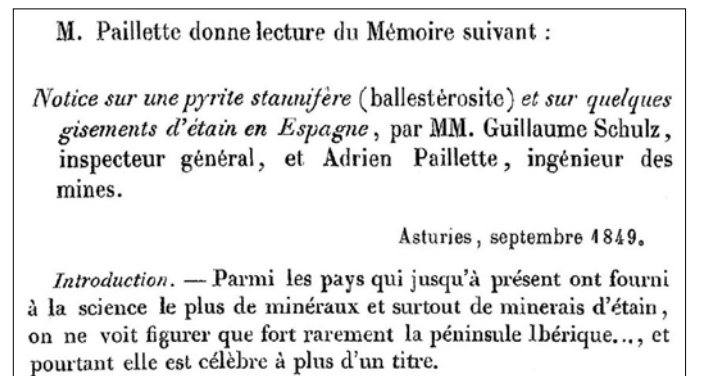 M. Paillette donne lecture du Mémoire suivant :
Notice sur une pyrite stannifère (ballestérosite) et sur quelques
gisements d'étain en Espagne, par MM. Guillaume Schulz,
inspecteur général, et Adrien Paillette, ingénieur des
mines.
Asturies, septembre 1849.
Introduction. — Parmi les pays qui jusqu'à présent ont fourni
à la science le plus de minéraux et surtout de minerais d'étain,
on ne voit figurer que fort rarement la péninsule Ibérique..., et
pourtant elle est célèbre à plus d'un titre.